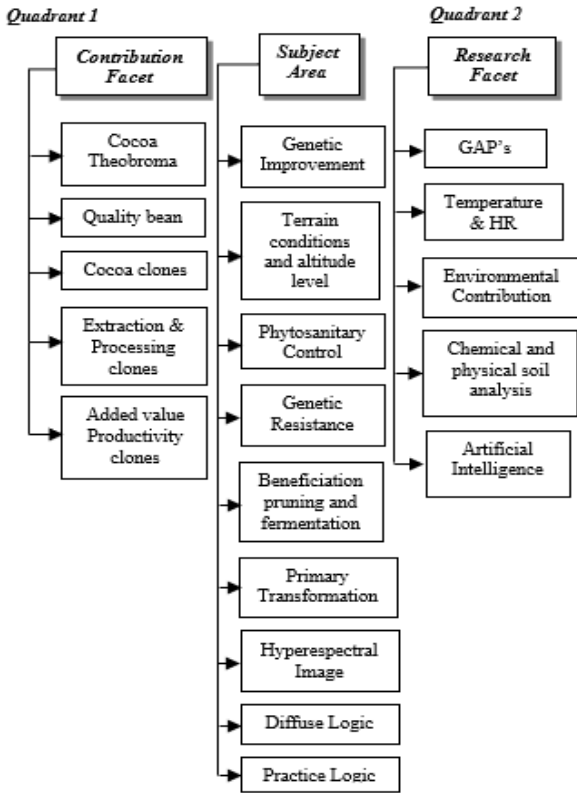 Quadrant 1
Quadrant 2
Contribution
Facet
Subject
Area
Research
Facet
Cocoa
Theobroma
Quality bean
Cocoa clones
Extraction &
Processing
clones
Added value
Productivity
clones
Genetic
Improvement
Terrain
conditions
and altitude
level
Phytosanitary
Control
Genetic
Resistance
Beneficiation
pruning and
fermentation
Primary
Transformation
Hyperespectral
Image
Diffuse Logic
Practice Logic
GAP's
Temperature
& HR
Environmental
Contribution
Chemical and
physical soil
analysis
Artificial
Intelligence